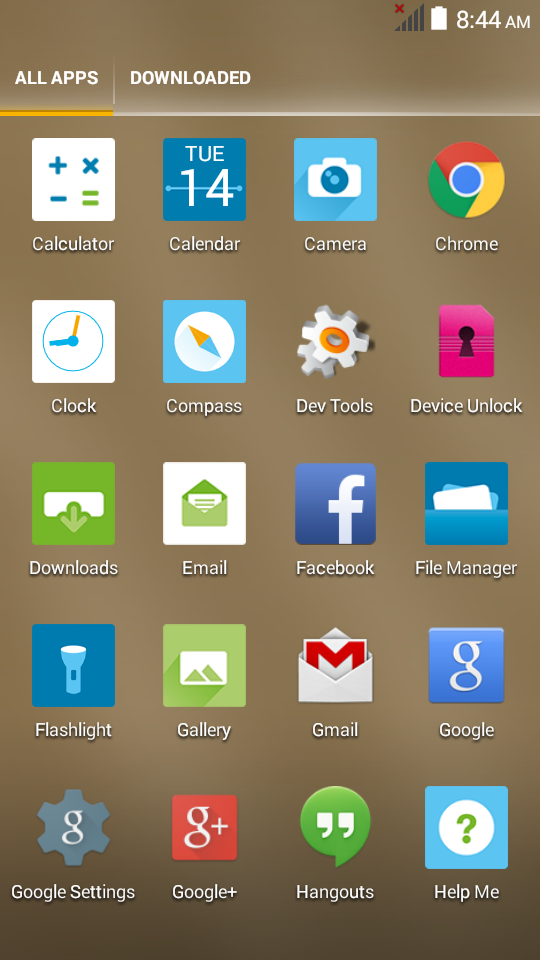 8:44 AM
ALL APPS DOWNLOADED
TUE
14
Calculator Calendar Camera Chrome
Clock Compass Dev Tools Device Unlock
f
Downloads Email Facebook File Manager
g
Flashlight Gallery Gmail Google
g g+ ?
Google Settings Google+ Hangouts Help Me